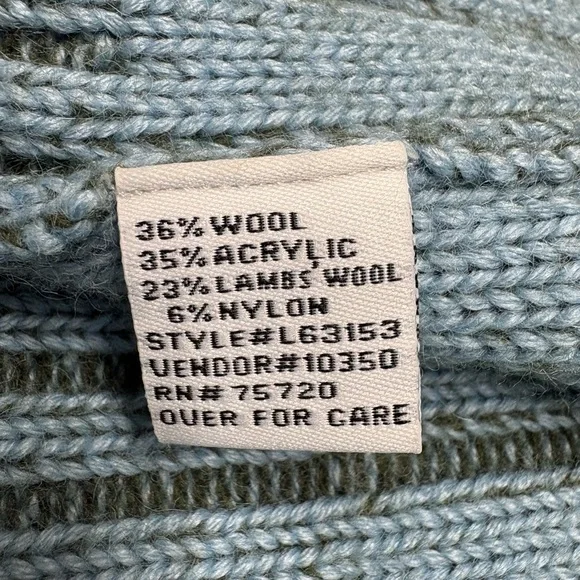 36% WOOL
35% ACRYLIC
23% LAMBS' WOOL
6% NYLON
STYLE#L63153
VENDOR#10350
RN# 75720
OVER FOR CARE